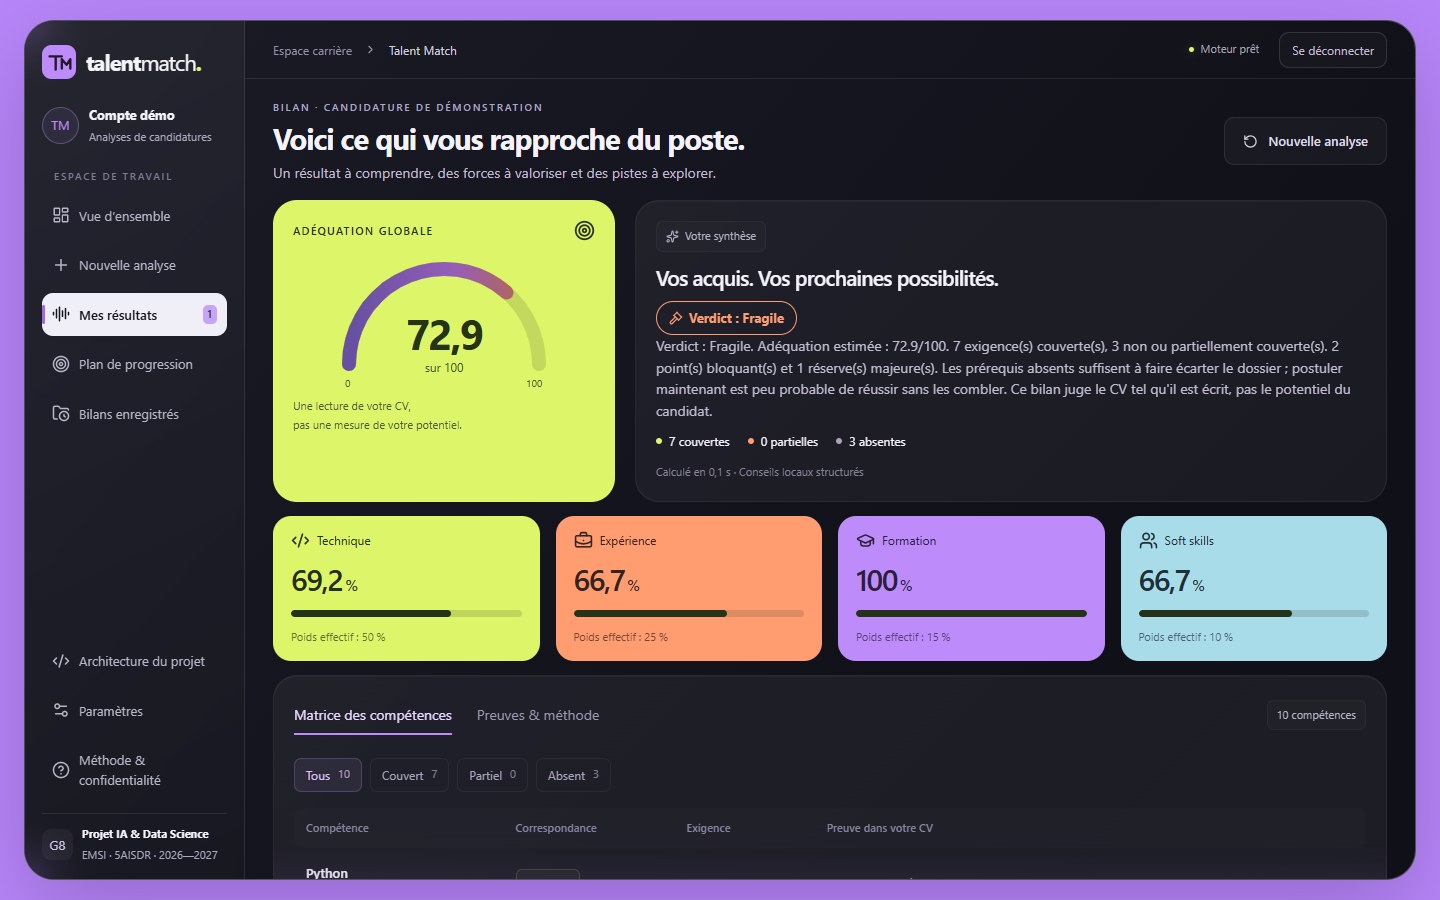 TM talentmatch.
TM
Compte démo
Analyses de candidatures
ESPACE DE TRAVAIL
Vue d'ensemble
Nouvelle analyse
Mes résultats 1
Plan de progression
Bilans enregistrés
Architecture du projet
Paramètres
Méthode &
confidentialité
G8
Projet IA & Data Science
EMSI · 5AISDR · 2026—2027
Espace carrière > Talent Match
Moteur prêt
Se déconnecter
BILAN · CANDIDATURE DE DÉMONSTRATION
Voici ce qui vous rapproche du poste.
Un résultat à comprendre, des forces à valoriser et des pistes à explorer.
Nouvelle analyse
ADÉQUATION GLOBALE
72,9
sur 100
0 100
Une lecture de votre CV,
pas une mesure de votre potentiel.
Votre synthèse
Vos acquis. Vos prochaines possibilités.
Verdict : Fragile
Verdict : Fragile. Adéquation estimée : 72.9/100. 7 exigence(s) couverte(s), 3 non ou partiellement couverte(s). 2
point(s) bloquant(s) et 1 réserve(s) majeure(s). Les prérequis absents suffisent à faire écarter le dossier ; postuler
maintenant est peu probable de réussir sans les combler. Ce bilan juge le CV tel qu'il est écrit, pas le potentiel du
candidat.
7 couvertes 0 partielles 3 absentes
Calculé en 0,1 s · Conseils locaux structurés
Technique
69,2 %
Poids effectif : 50 %
Expérience
66,7 %
Poids effectif : 25 %
Formation
100 %
Poids effectif : 15 %
Soft skills
66,7 %
Poids effectif : 10 %
Matrice des compétences Preuves & méthode
10 compétences
Tous 10 Couvert 7 Partiel 0 Absent 3
Compétence Correspondance Exigence Preuve dans votre CV
Python